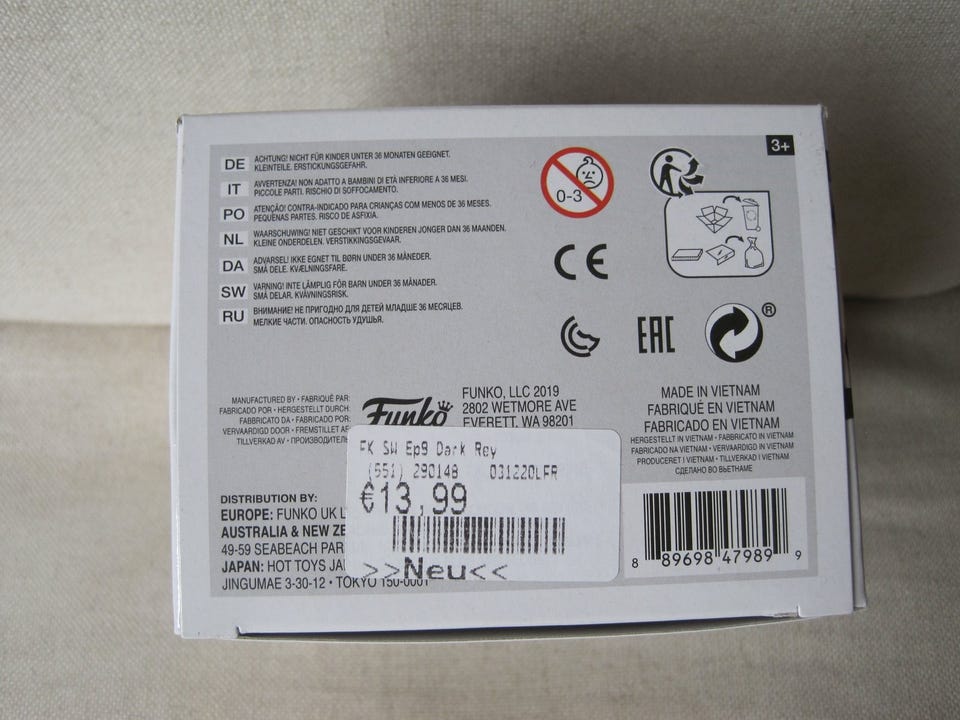 3+
DE ACHTUNG! NICHT FÜR KINDER UNTER 36 MONATEN GEEIGNET.
KLEINTEILE. ERSTICKUNGSGEFAHR.
IT AVVERTENZA! NON ADATTO A BAMBINI DI ETÀ INFERIORE A 36 MESI.
PICCOLE PARTI. RISCHIO DI SOFFOCAMENTO.
PO ATENÇÃO! CONTRA-INDICADO PARA CRIANÇAS COM MENOS DE 36 MESES.
PEQUENAS PARTES. RISCO DE ASFIXIA.
NL WAARSCHUWING! NIET GESCHIKT VOOR KINDEREN JONGER DAN 36 MAANDEN.
KLEINE ONDERDELEN. VERSTIKKINGSGEVAAR.
DA ADVARSEL! IKKE EGNET TIL BØRN UNDER 36 MÅNEDER.
SMÅ DELE. KVÆLNINGSFARE.
SW VARNING! INTE LÄMPLIG FÖR BARN UNDER 36 MÅNADER.
SMÅ DELAR. KVÄVNINGSRISK.
RU ВНИМАНИЕ! НЕ ПРИГОДНО ДЛЯ ДЕТЕЙ МЛАДШЕ 36 МЕСЯЦЕВ.
МЕЛКИЕ ЧАСТИ. ОПАСНОСТЬ УДУШЬЯ.
0-3
CE
EAC
®
MANUFACTURED BY • FABRIQUÉ PAR:
FABRICADO POR • HERGESTELLT DURCH:
FABBRICATO DA • FABRICADO POR:
VERVAARDIGD DOOR • FREMSTILLET AF
TILLVERKAD AV • ПРОИЗВОДИТЕЛЬ
Funko
FUNKO, LLC 2019
2802 WETMORE AVE
EVERETT, WA 98201
MADE IN VIETNAM
FABRIQUÉ EN VIETNAM
FABRICADO EN VIETNAM
HERGESTELLT IN VIETNAM • FABBRICATO IN VIETNAM
FABRICADO NA VIETNAM • VERVAARDIGD IN VIETNAM
PRODUCERET I VIETNAM • TILLVERKAD I VIETNAM
СДЕЛАНО ВО ВЬЕТНАМЕ
FK SW Ep9 Dark Rey
(551) 290148 031220LFR
€13,99
>>Neu<<
DISTRIBUTION BY:
EUROPE: FUNKO UK L
AUSTRALIA & NEW ZE
49-59 SEABEACH PAR
JAPAN: HOT TOYS JA
JINGUMAE 3-30-12 • TOKYO 150-0001
8 89698 47989 9